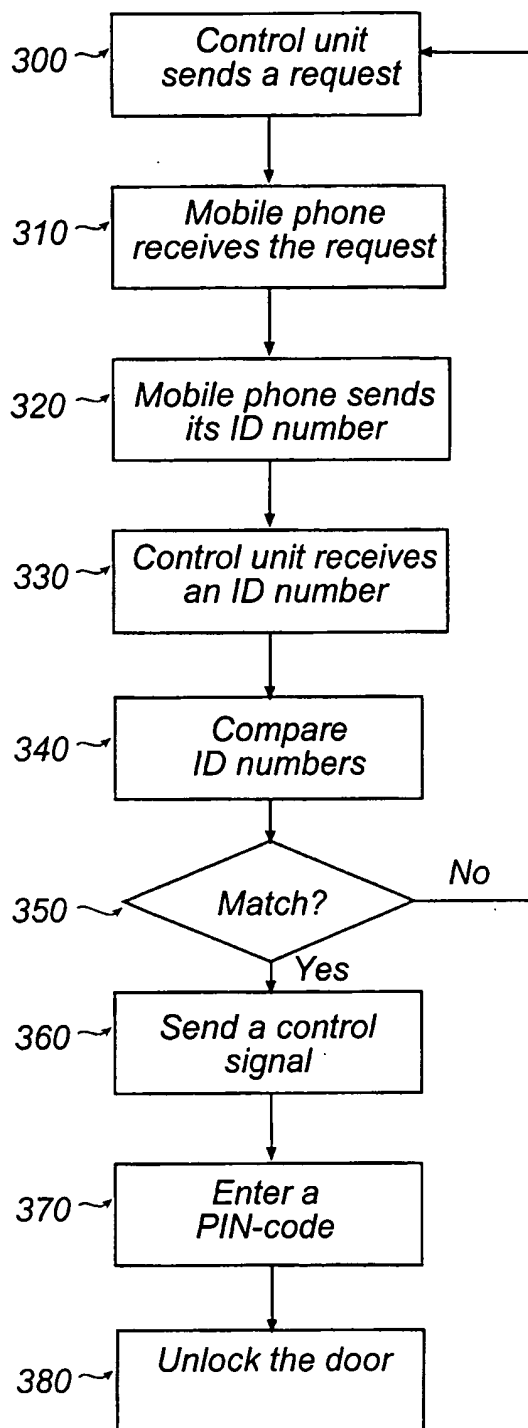 300
Control unit
sends a request
310
Mobile phone
receives the request
320
Mobile phone sends
its ID number
330
Control unit receives
an ID number
340
Compare
ID numbers
350
Match?
No
Yes
360
Send a control
signal
370
Enter a
PIN-code
380
Unlock the door